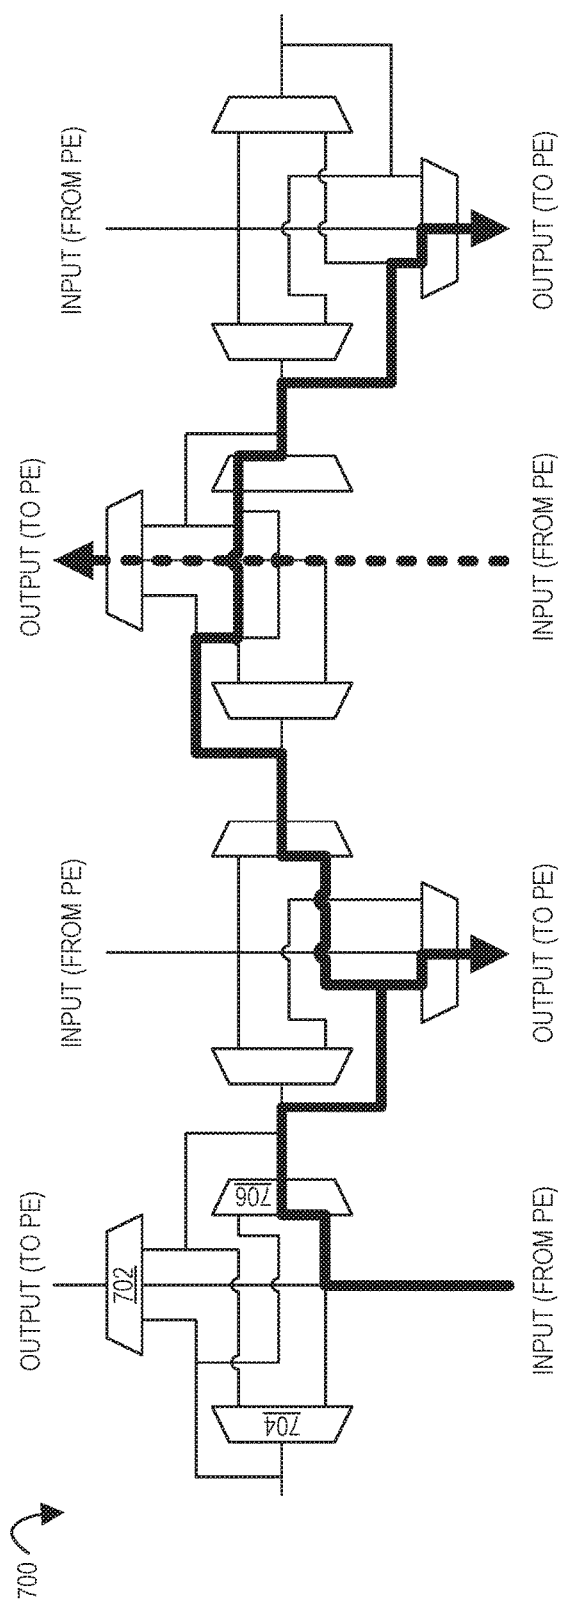 700
OUTPUT (TO PE)
INPUT (FROM PE)
OUTPUT (TO PE)
INPUT (FROM PE)
702
704
706
INPUT (FROM PE)
OUTPUT (TO PE)
INPUT (FROM PE)
OUTPUT (TO PE)